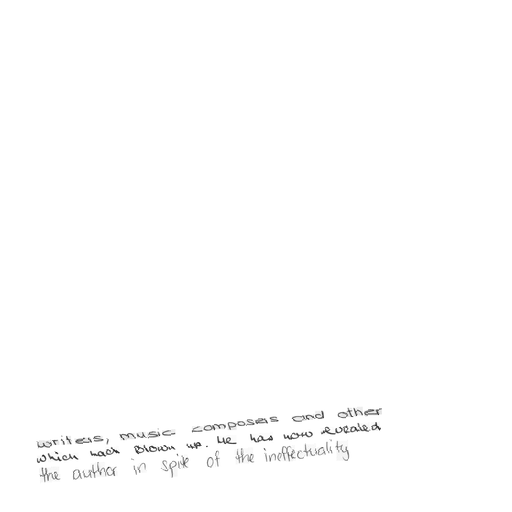 writers, music composers and other
which had blown up. He has now revealed
the author in spite of the ineffectuality